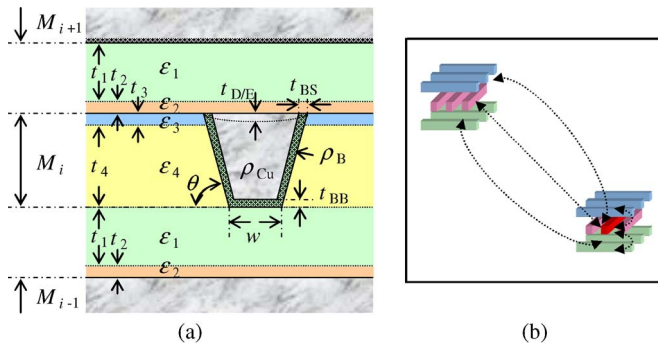 M i+1
t1 t2 t3 ε1 tD/E tBS
ε2
ε3
M i t4 ε4 θ ρCu ρB
tBB
t1 t2 ε1 w
ε2
M i-1
(a) (b)